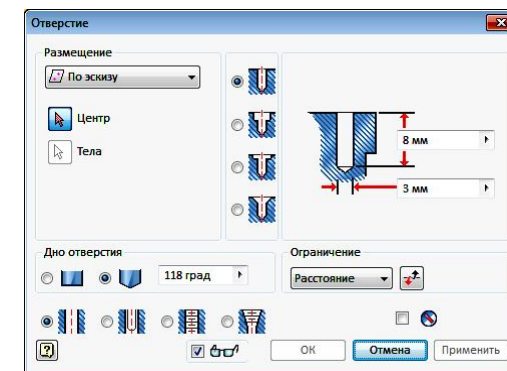 Отверстие
Размещение
По эскизу
Центр
Тела
8 мм
3 мм
Дно отверстия
118 град
Ограничение
Расстояние
?
ОК
Отмена
Применить